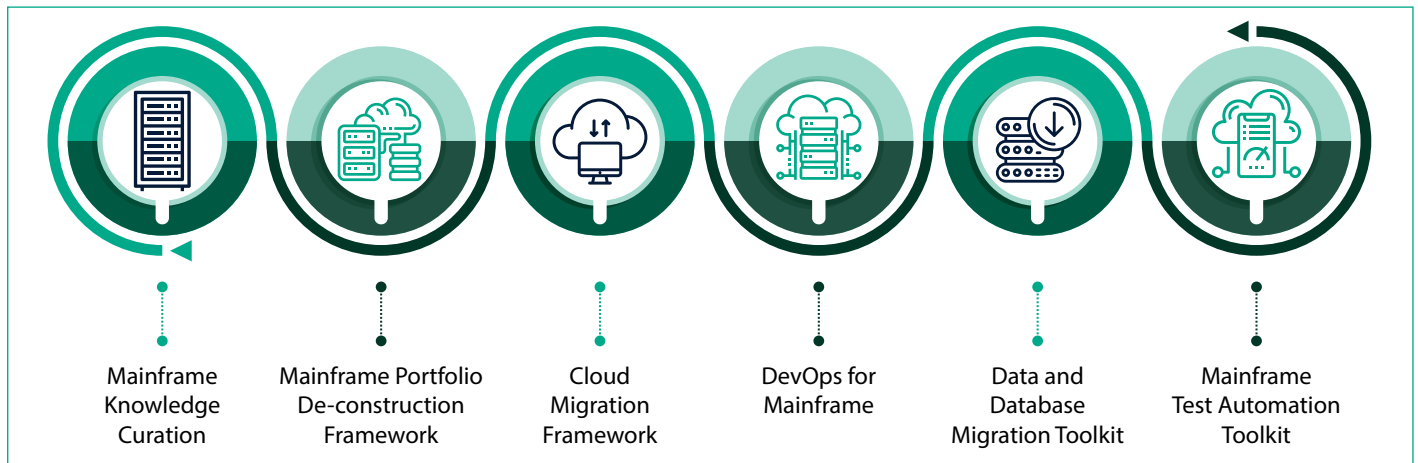 Mainframe
Knowledge
Curation
Mainframe Portfolio
De-construction
Framework
Cloud
Migration
Framework
DevOps for
Mainframe
Data and
Database
Migration Toolkit
Mainframe
Test Automation
Toolkit